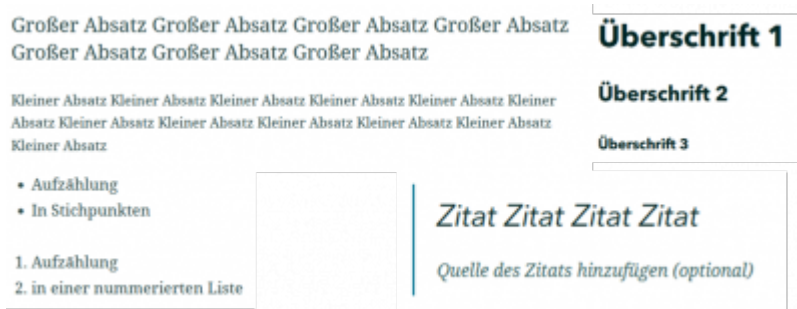 Großer Absatz Großer Absatz Großer Absatz Großer Absatz
Großer Absatz Großer Absatz Großer Absatz
Kleiner Absatz Kleiner Absatz Kleiner Absatz Kleiner Absatz Kleiner Absatz Kleiner
Absatz Kleiner Absatz Kleiner Absatz Kleiner Absatz Kleiner Absatz Kleiner Absatz
Kleiner Absatz
• Aufzählung
• In Stichpunkten
1. Aufzählung
2. in einer nummerierten Liste
Überschrift 1
Überschrift 2
Überschrift 3
Zitat Zitat Zitat Zitat
Quelle des Zitats hinzufügen (optional)